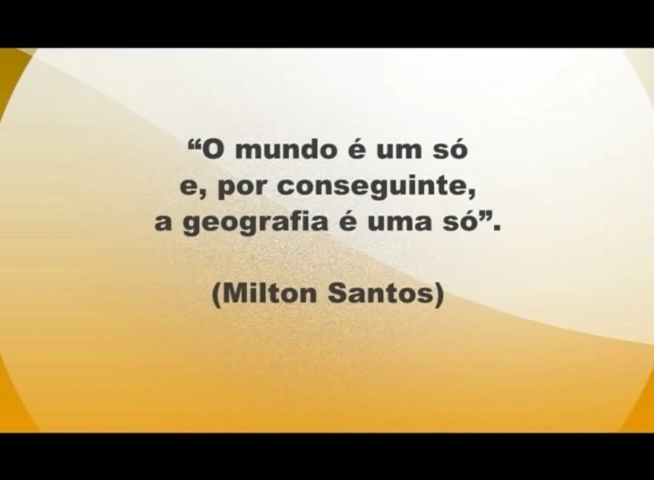 “O mundo é um só
e, por conseguinte,
a geografia é uma só”.
(Milton Santos)